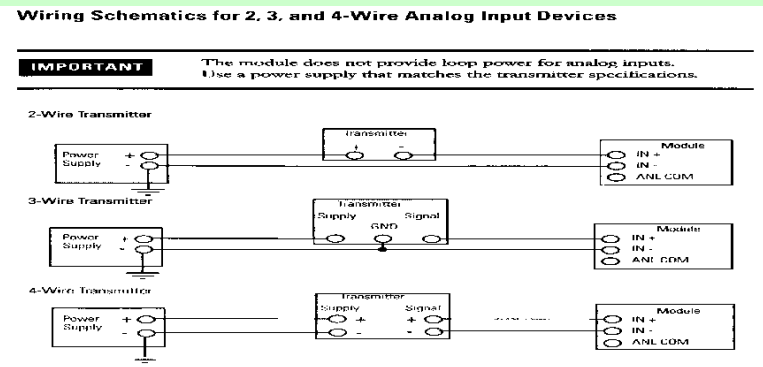 Wiring Schematics for 2, 3, and 4-Wire Analog Input Devices
IMPORTANT
The module does not provide loop power for analog inputs.
Use a power supply that matches the transmitter specifications.
2-Wire Transmitter
Transmitter
+ -
Power
Supply
+
-
Module
IN +
IN -
ANL COM
3-Wire Transmitter
Transmitter
Supply Signal
GND
Power
Supply
+
-
Module
IN +
IN -
ANL COM
4-Wire Transmitter
Transmitter
Supply Signal
+ +
- -
Power
Supply
+
-
Module
IN +
IN -
ANL COM